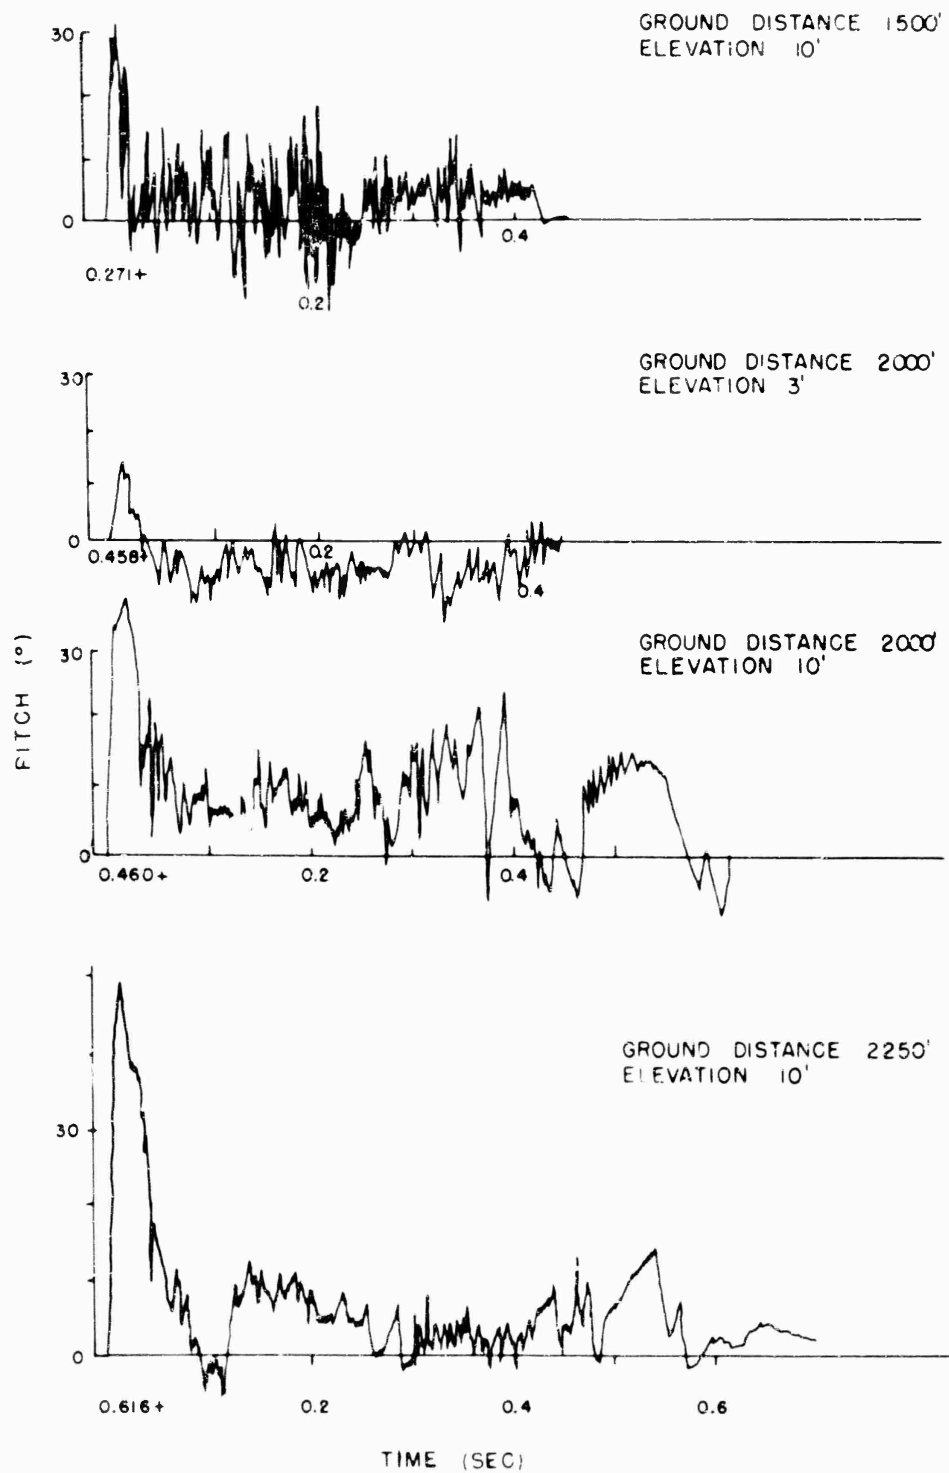 GROUND DISTANCE 1500'
ELEVATION 10'
30
0
0.271+
0.2
0.4
GROUND DISTANCE 2000'
ELEVATION 3'
30
0
0.458+
0.2
0.4
GROUND DISTANCE 2000'
ELEVATION 10'
30
0
0.460+
0.2
0.4
PITCH (°)
GROUND DISTANCE 2250'
ELEVATION 10'
30
0
0.616+
0.2
0.4
0.6
TIME (SEC)